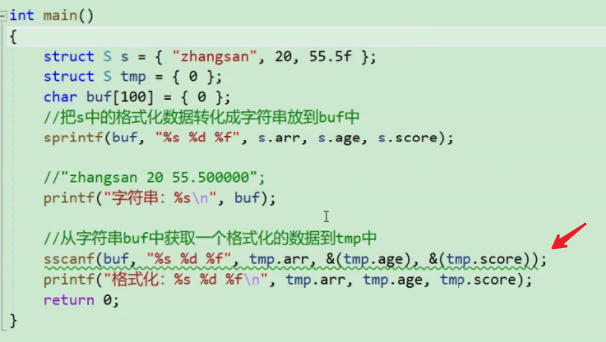 int main()
{
struct S s = { "zhangsan", 20, 55.5f };
struct S tmp = { 0 };
char buf[100] = { 0 };
//把s中的格式化数据转化成字符串放到buf中
sprintf(buf, "%s %d %f", s.arr, s.age, s.score);
//"zhangsan 20 55.500000";
printf("字符串：%s\n", buf);
//从字符串buf中获取一个格式化的数据到tmp中
sscanf(buf, "%s %d %f", tmp.arr, &(tmp.age), &(tmp.score));
printf("格式化：%s %d %f\n", tmp.arr, tmp.age, tmp.score);
return 0;
}